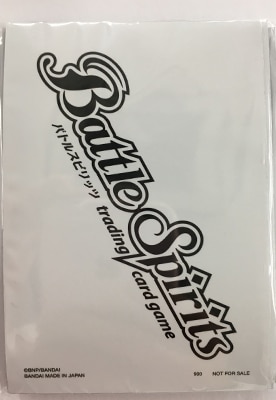 Battle Spirits
バトルスピリッツ trading card game
©BNP/BANDAI
BANDAI MADE IN JAPAN
930 NOT FOR SALE